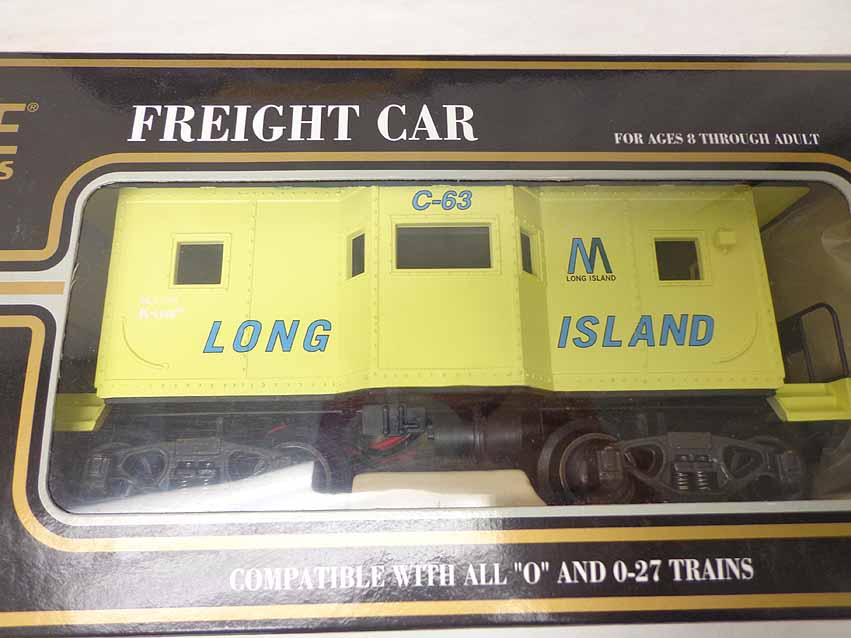 FREIGHT CAR
FOR AGES 8 THROUGH ADULT
C-63
M
LONG ISLAND
LONG ISLAND
COMPATIBLE WITH ALL "O" AND 0-27 TRAINS